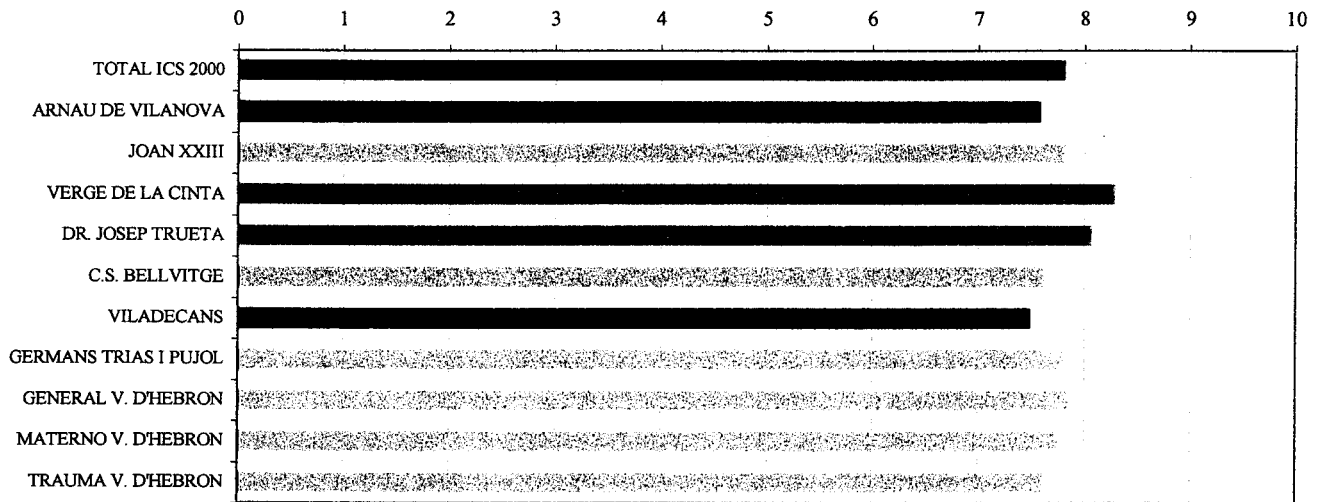 0 1 2 3 4 5 6 7 8 9 10
TOTAL ICS 2000
ARNAU DE VILANOVA
JOAN XXIII
VERGE DE LA CINTA
DR. JOSEP TRUETA
C.S. BELLVITGE
VILADECANS
GERMANS TRIAS I PUJOL
GENERAL V. D'HEBRON
MATERNO V. D'HEBRON
TRAUMA V. D'HEBRON